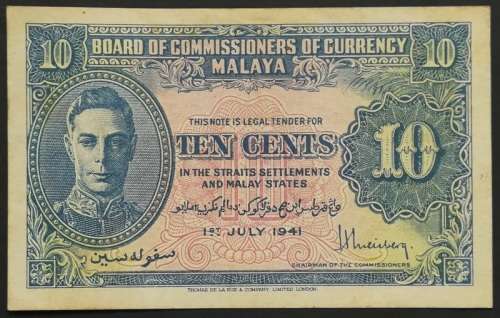 10 BOARD OF COMMISSIONERS OF CURRENCY 10
MALAYA
THIS NOTE IS LEGAL TENDER FOR
TEN CENTS
10
IN THE STRAITS SETTLEMENTS
AND MALAY STATES
1ST JULY 1941
سڤوله سين
CHAIRMAN OF THE COMMISSIONERS
THOMAS DE LA RUE & COMPANY, LIMITED, LONDON.